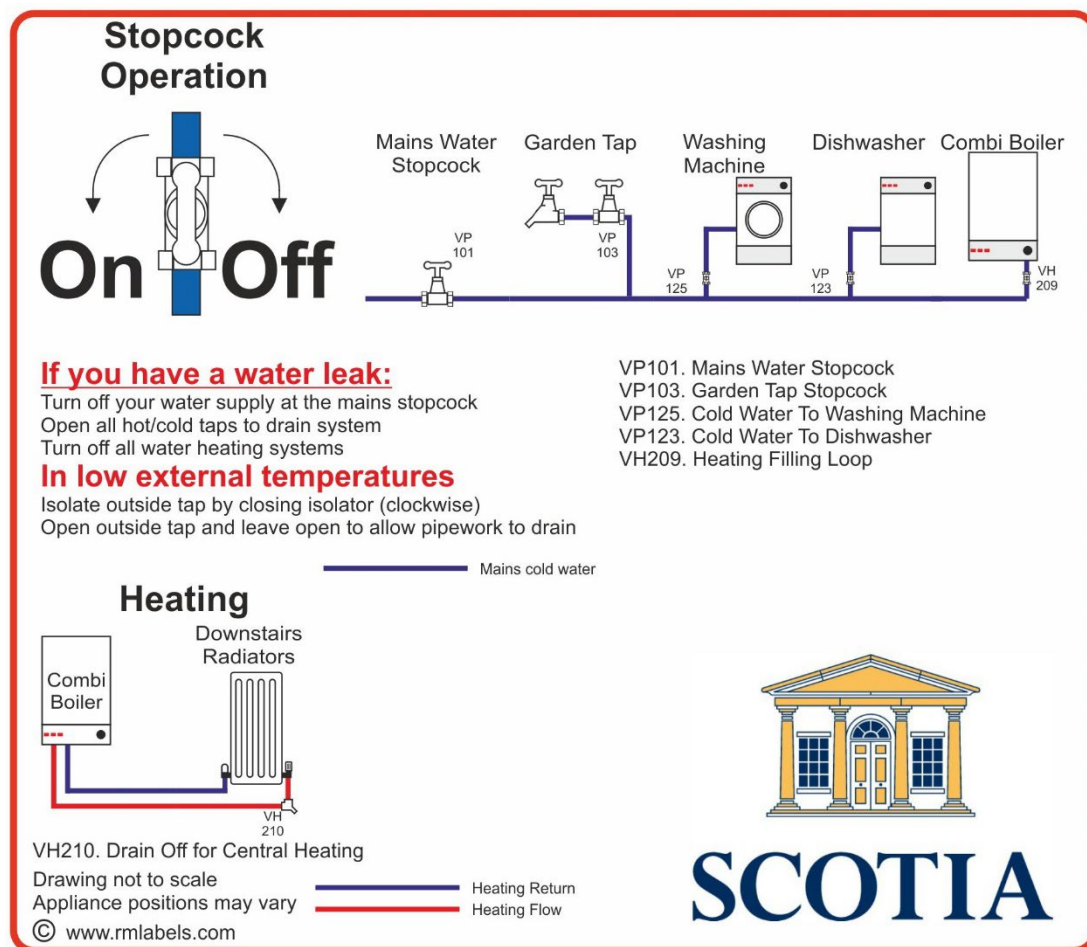 Stopcock
Operation
On Off
Mains Water
Stopcock
Garden Tap
Washing
Machine
Dishwasher
Combi Boiler
VP
101
VP
103
VP
125
VP
123
VH
209
If you have a water leak:
Turn off your water supply at the mains stopcock
Open all hot/cold taps to drain system
Turn off all water heating systems
In low external temperatures
Isolate outside tap by closing isolator (clockwise)
Open outside tap and leave open to allow pipework to drain
VP101. Mains Water Stopcock
VP103. Garden Tap Stopcock
VP125. Cold Water To Washing Machine
VP123. Cold Water To Dishwasher
VH209. Heating Filling Loop
Mains cold water
Heating
Combi
Boiler
Downstairs
Radiators
VH
210
VH210. Drain Off for Central Heating
Drawing not to scale
Appliance positions may vary
© www.rmlabels.com
Heating Return
Heating Flow
SCOTIA